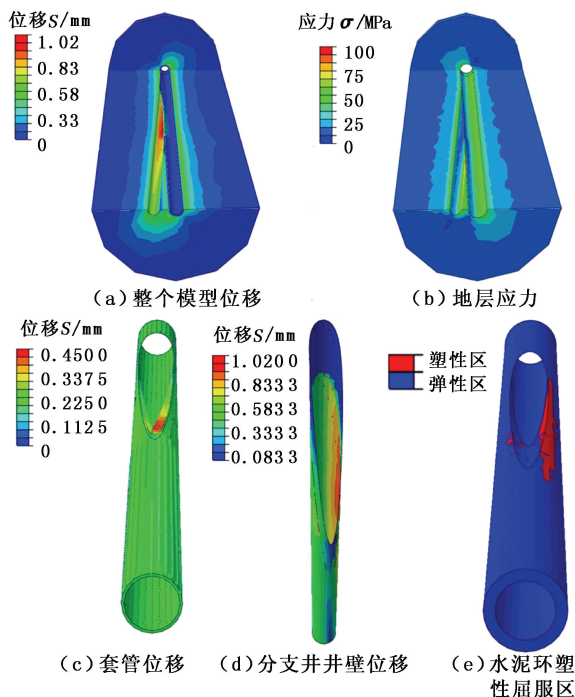 位移S/mm
1.02
0.83
0.58
0.33
0
(a)整个模型位移
应力σ/MPa
100
75
50
25
0
(b)地层应力
位移S/mm
0.4500
0.3375
0.2250
0.1125
0
(c)套管位移
位移S/mm
1.0200
0.8333
0.5833
0.3333
0.0833
(d)分支井井壁位移
塑性区
弹性区
(e)水泥环塑
性屈服区